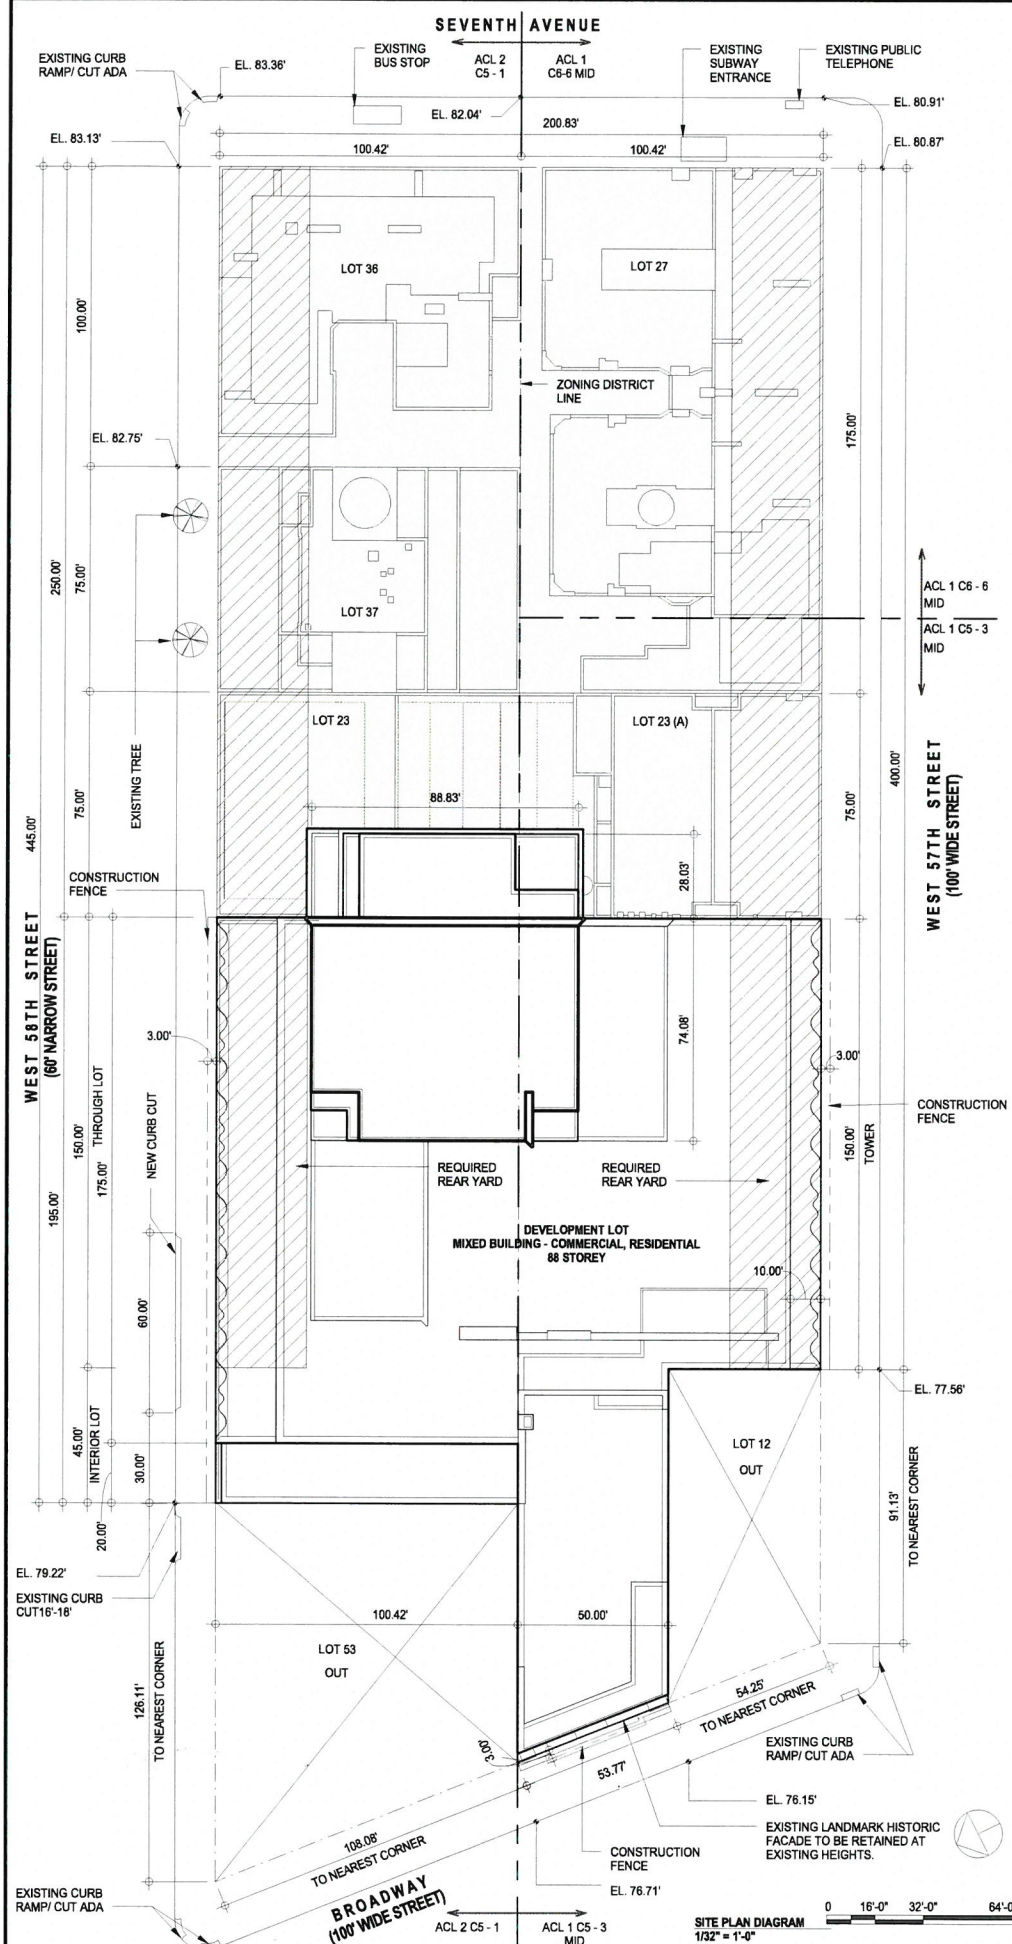 SEVENTH AVENUE
EXISTING CURB
RAMP/ CUT ADA
EL. 83.36'
EXISTING
BUS STOP
ACL 2
C5 - 1
ACL 1
C6-6 MID
EXISTING
SUBWAY
ENTRANCE
EXISTING PUBLIC
TELEPHONE
EL. 82.04'
EL. 80.91'
200.83'
EL. 83.13'
EL. 80.87'
100.42'
100.42'
LOT 36
LOT 27
100.00'
ZONING DISTRICT
LINE
EL. 82.75'
175.00'
250.00'
75.00'
LOT 37
ACL 1 C6 - 6
MID
ACL 1 C5 - 3
MID
EXISTING TREE
LOT 23
LOT 23 (A)
88.83'
75.00'
75.00'
400.00'
WEST 57TH STREET
(100' WIDE STREET)
445.00'
CONSTRUCTION
FENCE
28.03'
WEST 58TH STREET
(60' NARROW STREET)
3.00'
74.08'
3.00'
CONSTRUCTION
FENCE
195.00'
150.00'
THROUGH LOT
175.00'
NEW CURB CUT
150.00'
TOWER
REQUIRED
REAR YARD
REQUIRED
REAR YARD
DEVELOPMENT LOT
MIXED BUILDING - COMMERCIAL, RESIDENTIAL
88 STOREY
10.00'
60.00'
EL. 77.56'
45.00'
INTERIOR LOT
30.00'
20.00'
LOT 12
OUT
91.13'
TO NEAREST CORNER
EL. 79.22'
EXISTING CURB
CUT16'-18'
100.42'
50.00'
LOT 53
OUT
126.11'
TO NEAREST CORNER
54.25'
TO NEAREST CORNER
3.00'
53.77'
EXISTING CURB
RAMP/ CUT ADA
EL. 76.15'
108.08'
TO NEAREST CORNER
EXISTING LANDMARK HISTORIC
FACADE TO BE RETAINED AT
EXISTING HEIGHTS.
CONSTRUCTION
FENCE
EL. 76.71'
EXISTING CURB
RAMP/ CUT ADA
BROADWAY
(100' WIDE STREET)
ACL 2 C5 - 1
ACL 1 C5 - 3
MID
SITE PLAN DIAGRAM
1/32" = 1'-0"
0 16'-0" 32'-0"